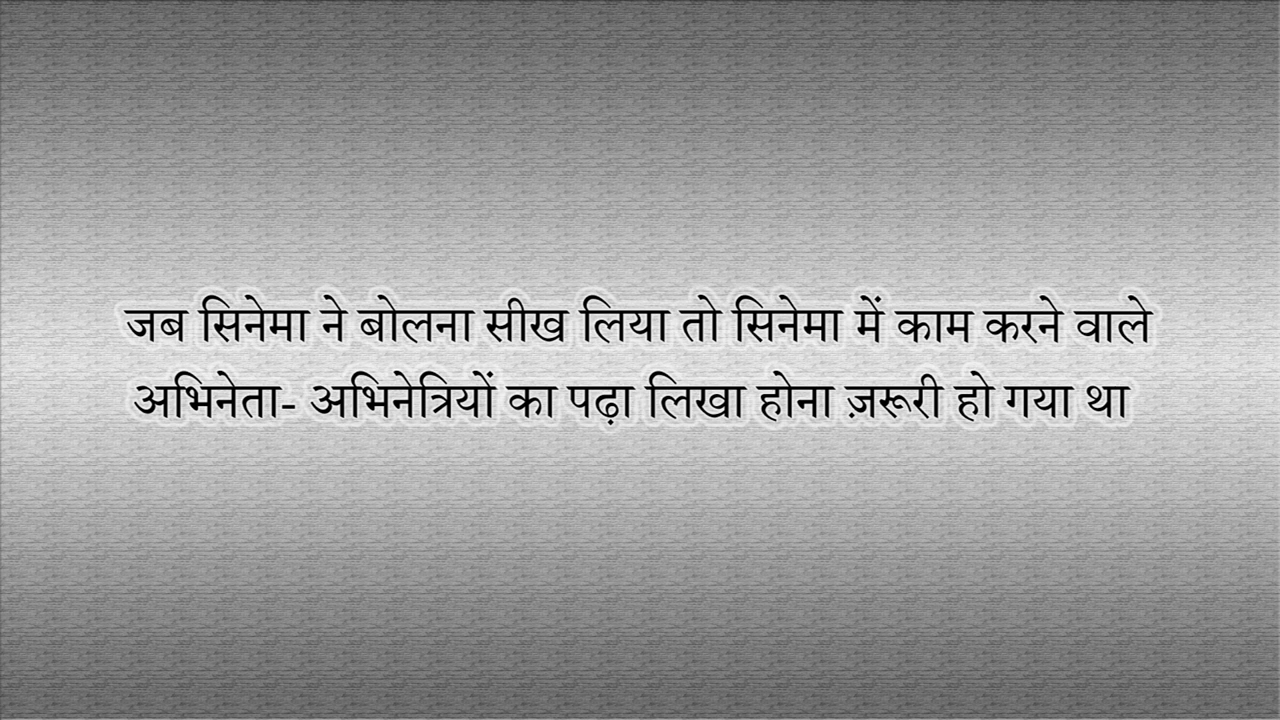 जब सिनेमा ने बोलना सीख लिया तो सिनेमा में काम करने वाले
अभिनेता- अभिनेत्रियों का पढ़ा लिखा होना ज़रूरी हो गया था